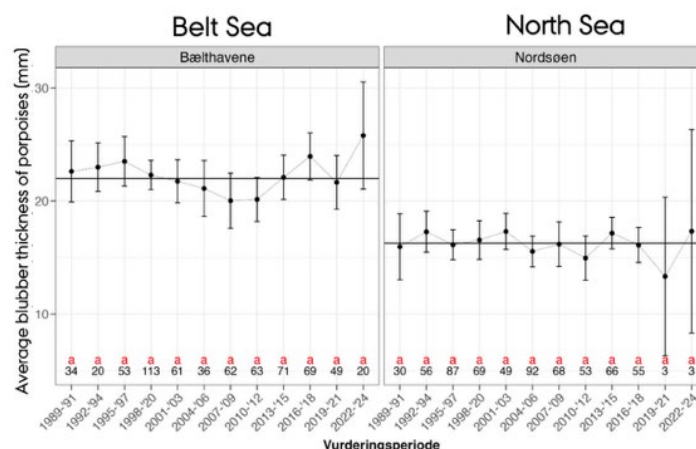 Belt Sea
North Sea
Bælthavene
Nordsøen
Average blubber thickness of porpoises (mm)
30
20
10
a a a a a a a a a a a a
34 20 53 113 61 36 62 63 71 69 49 20
a a a a a a a a a a a a
30 56 87 69 49 92 68 53 66 55 3 3
1989-'91 1992-'94 1995-'97 1998-'20 2001-'03 2004-'06 2007-'09 2010-'12 2013-'15 2016-'18 2019-'21 2022-'24
1989-'91 1992-'94 1995-'97 1998-'20 2001-'03 2004-'06 2007-'09 2010-'12 2013-'15 2016-'18 2019-'21 2022-'24
Vurderingsperiode